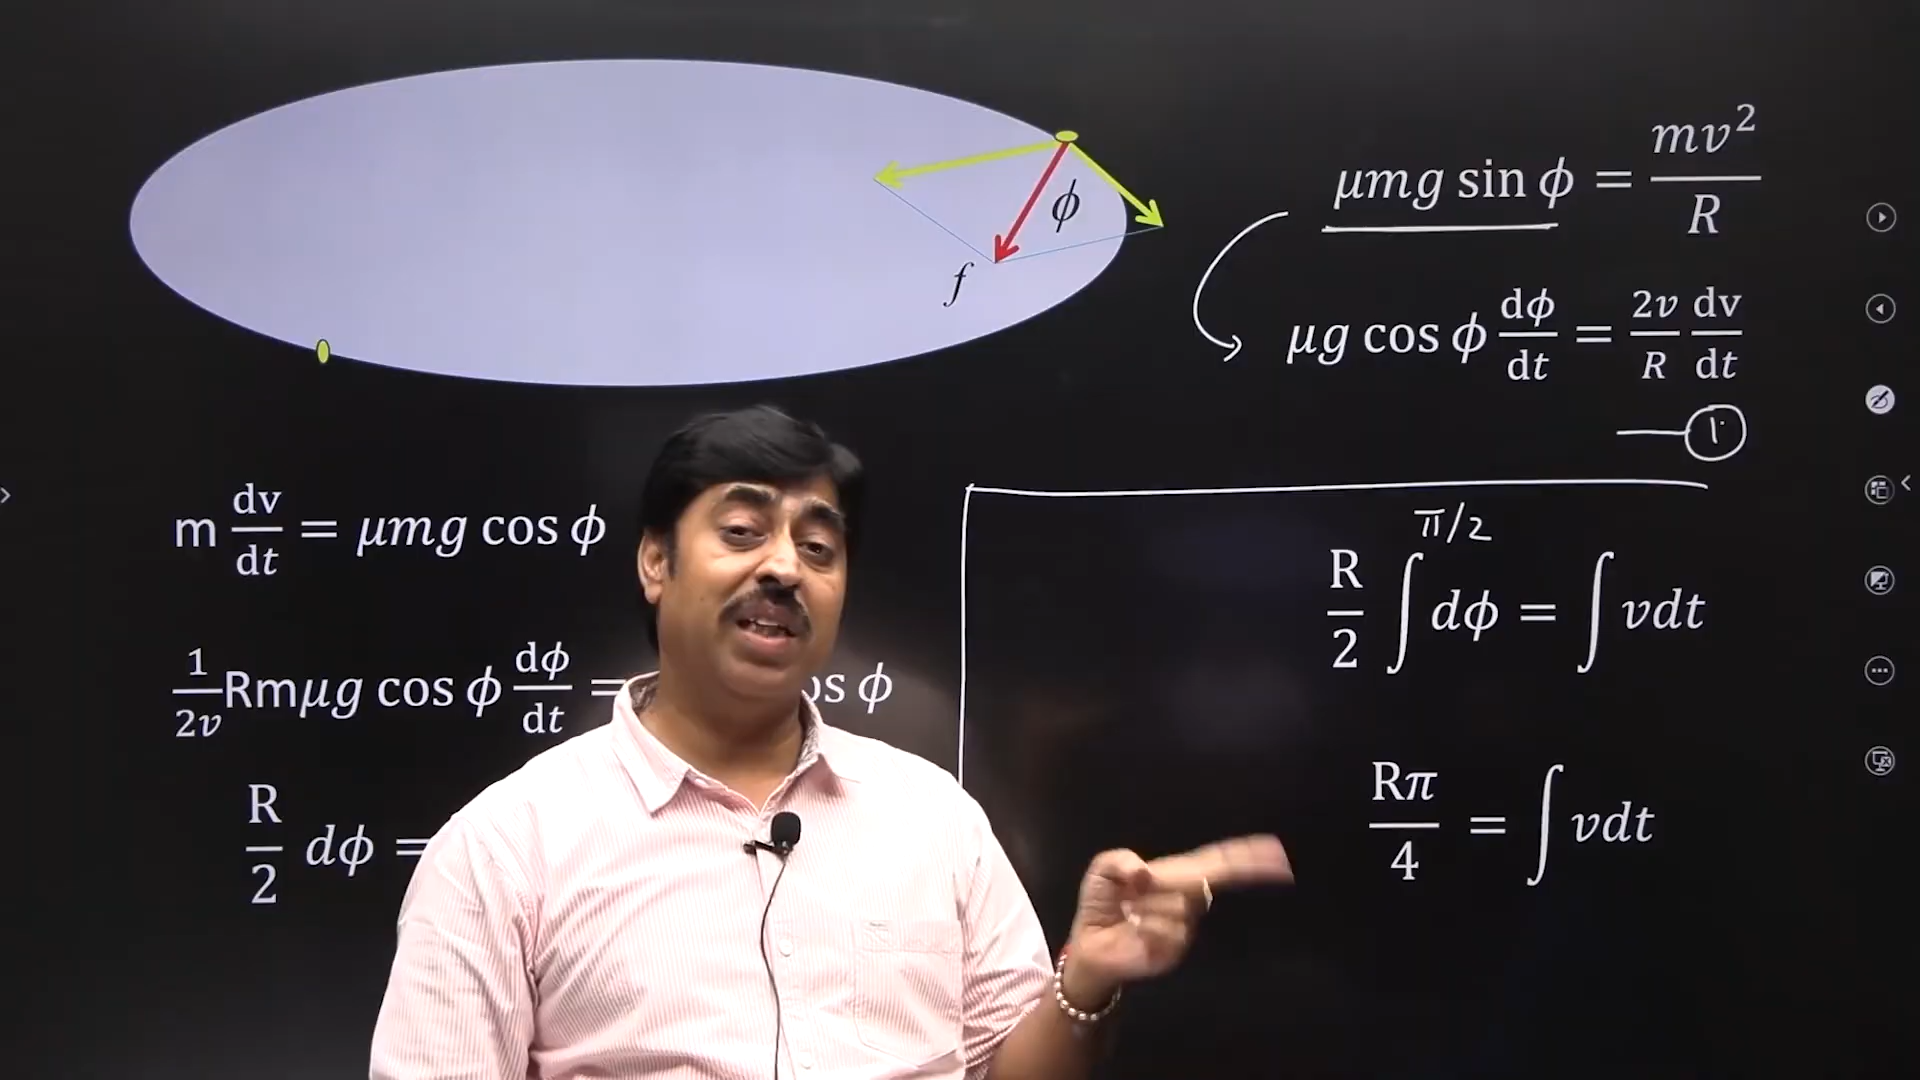 ϕ
f
μmg sin ϕ = mv²/R
μg cos ϕ dϕ/dt = 2v/R dv/dt
1
m dv/dt = μmg cos ϕ
1/2v Rmμg cos ϕ dϕ/dt = ϕ
R/2 dϕ =
π/2
R/2 ∫ dϕ = ∫ vdt
Rπ/4 = ∫ vdt